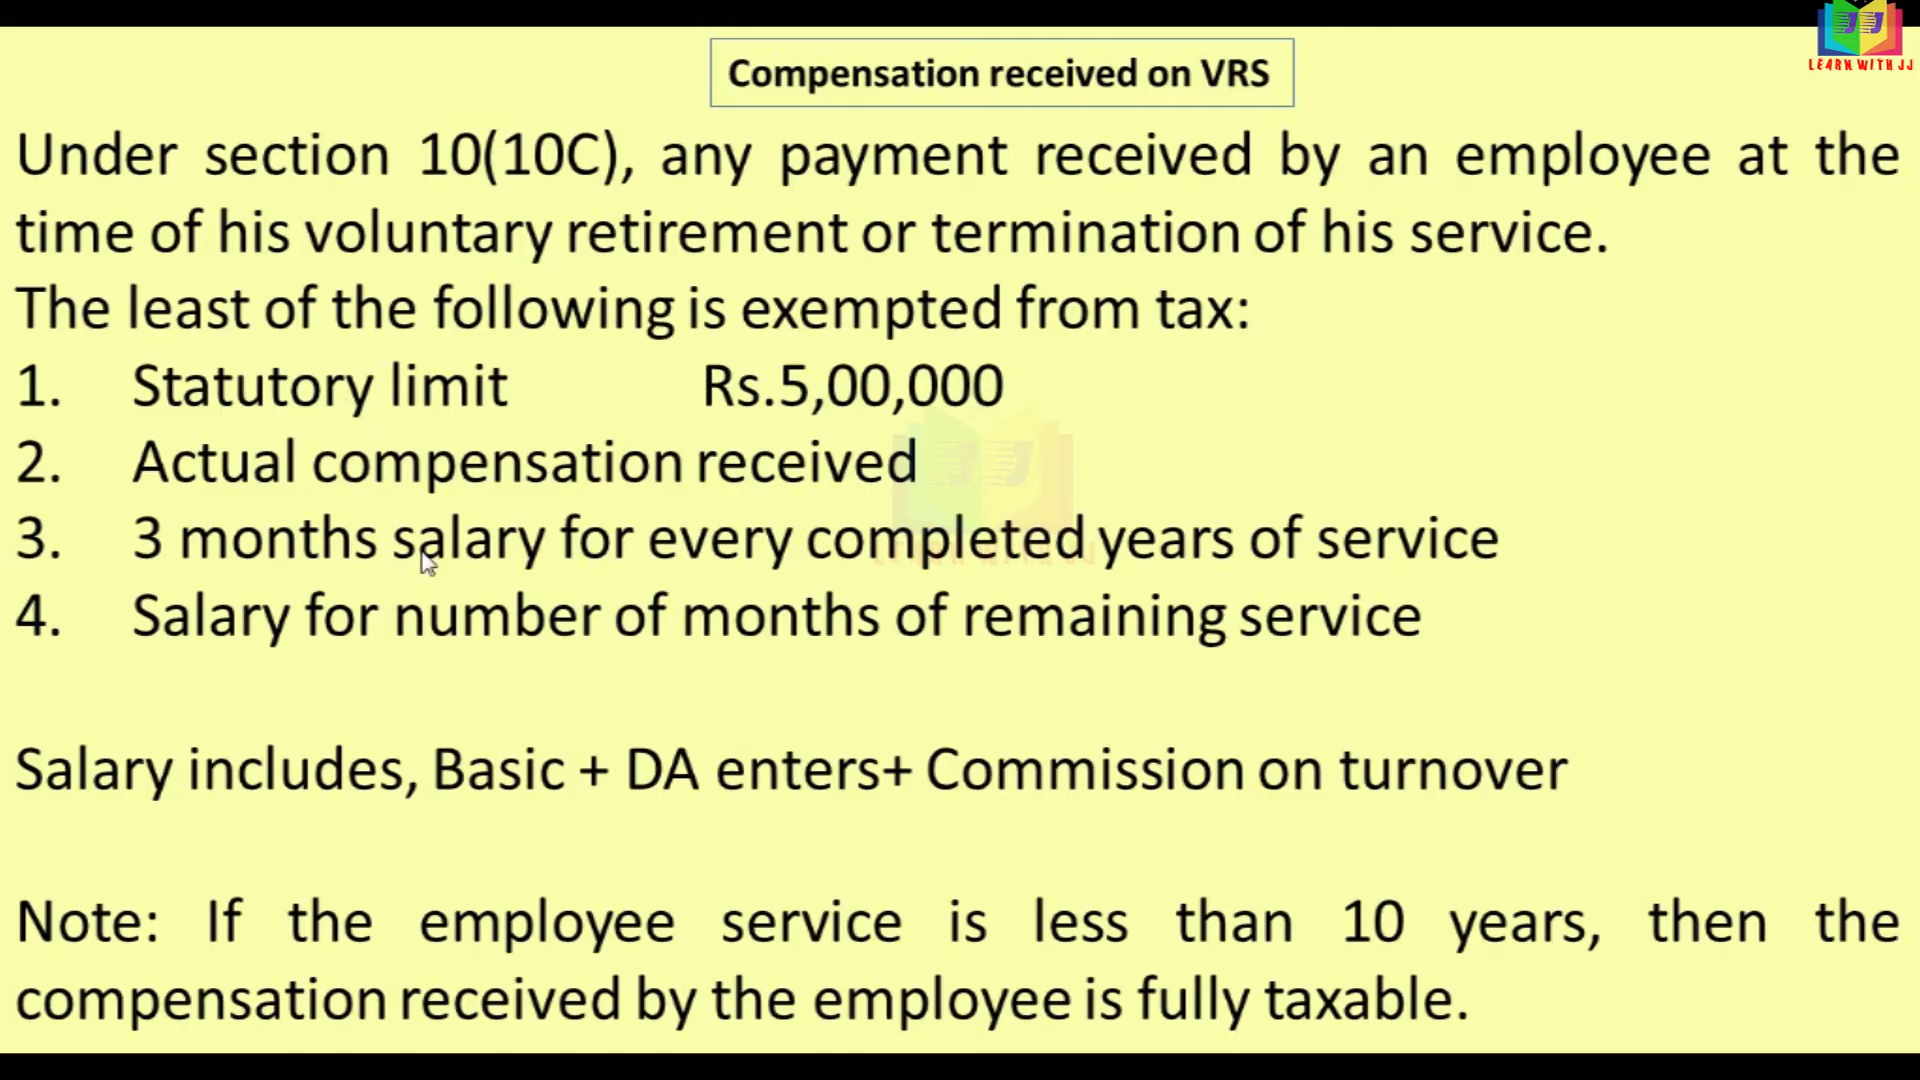 LEARN WITH JJ
Compensation received on VRS
Under section 10(10C), any payment received by an employee at the
time of his voluntary retirement or termination of his service.
The least of the following is exempted from tax:
1. Statutory limit Rs.5,00,000
2. Actual compensation received
3. 3 months salary for every completed years of service
4. Salary for number of months of remaining service
Salary includes, Basic + DA enters+ Commission on turnover
Note: If the employee service is less than 10 years, then the
compensation received by the employee is fully taxable.